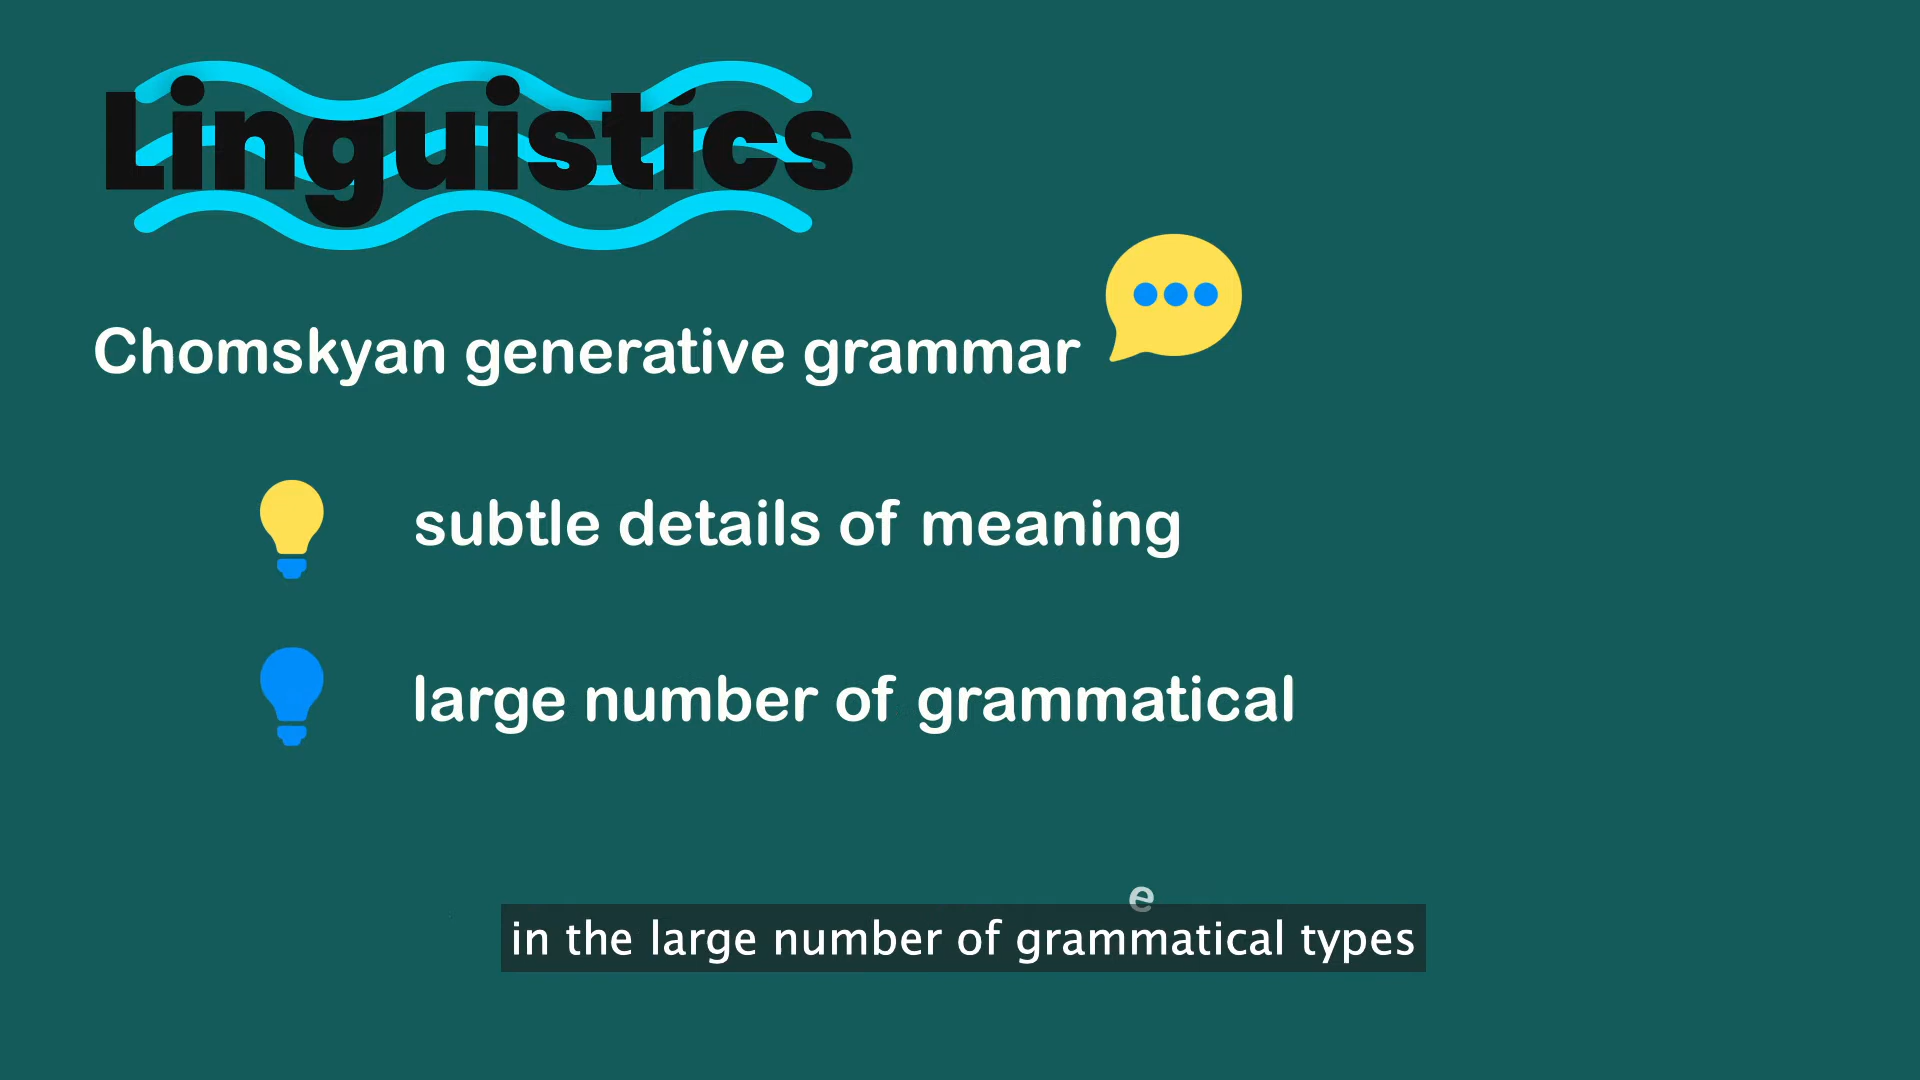 Linguistics
Chomskyan generative grammar
subtle details of meaning
large number of grammatical
e
in the large number of grammatical types